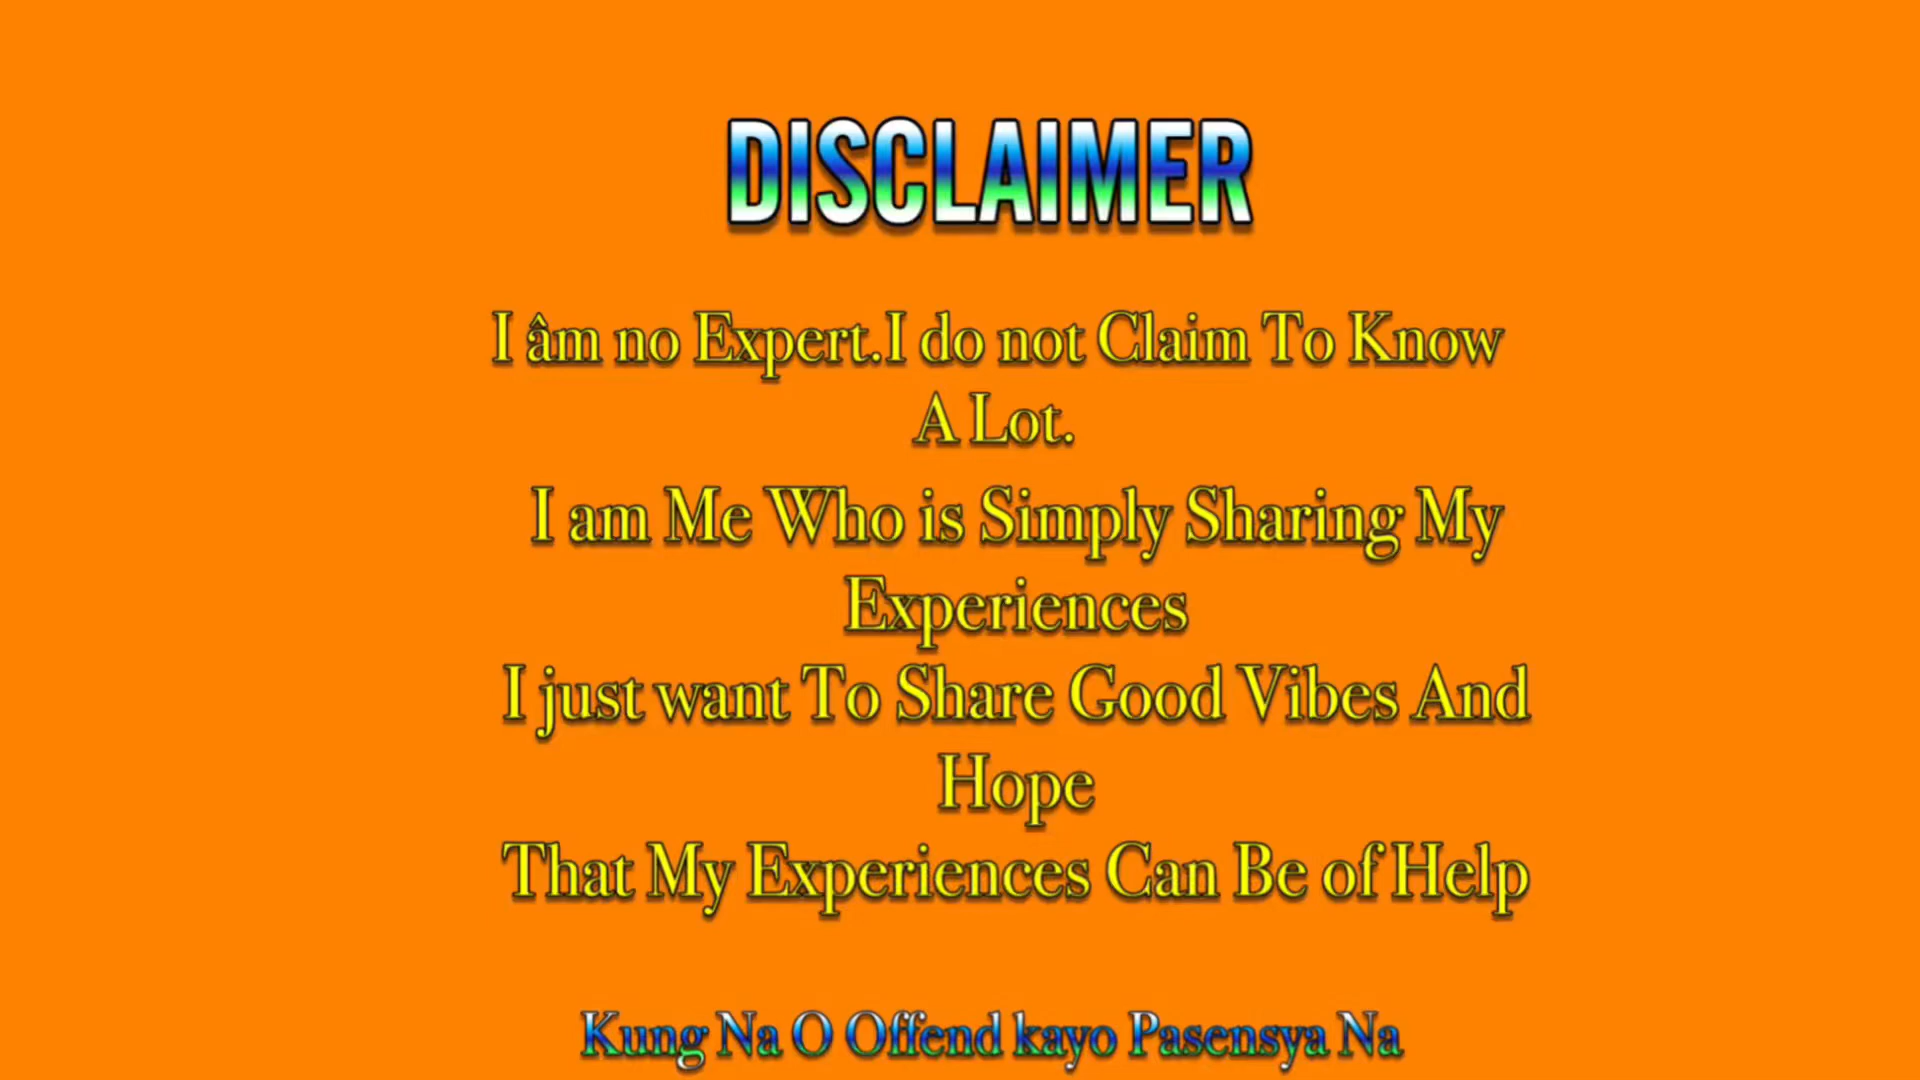 DISCLAIMER
I âm no Expert.I do not Claim To Know
A Lot.
I am Me Who is Simply Sharing My
Experiences
I just want To Share Good Vibes And
Hope
That My Experiences Can Be of Help
Kung Na O Offend kayo Pasensya Na